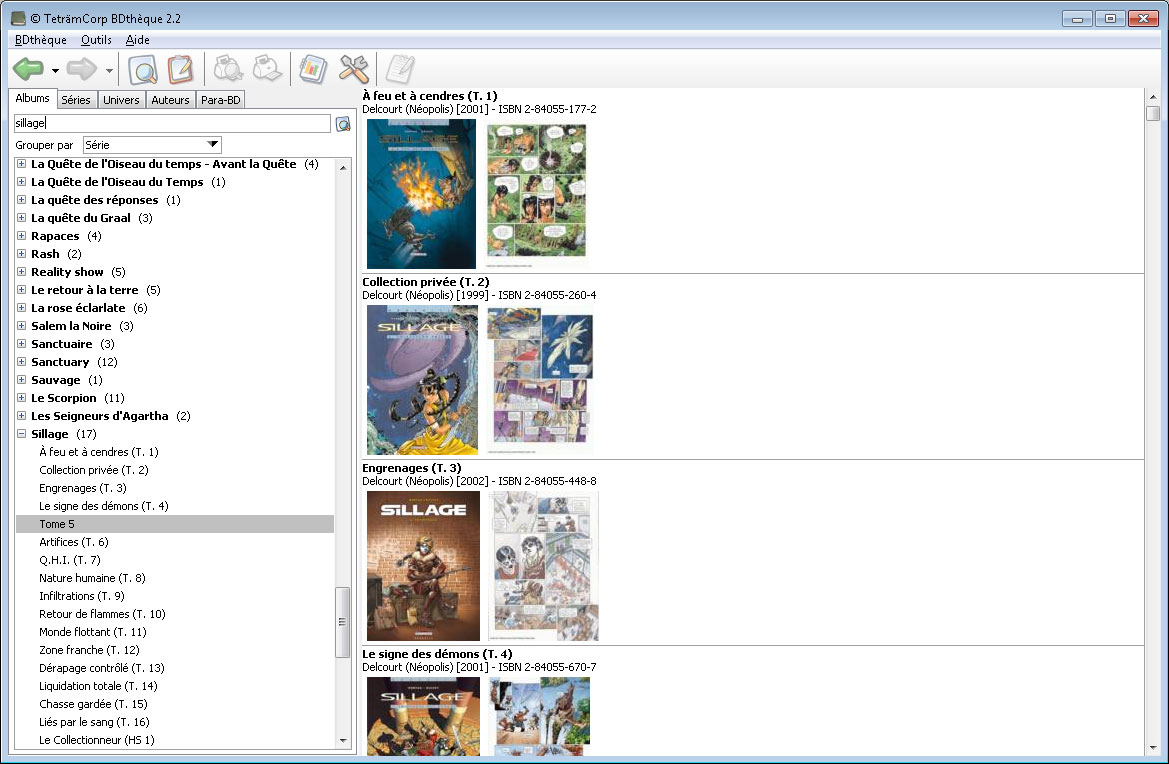 © TeträmCorp BDthèque 2.2
BDthèque Outils Aide
Albums Séries Univers Auteurs Para-BD
sillage
Grouper par Série
La Quête de l'Oiseau du temps - Avant la Quête (4)
La Quête de l'Oiseau du Temps (1)
La quête des réponses (1)
La quête du Graal (3)
Rapaces (4)
Rash (2)
Reality show (5)
Le retour à la terre (5)
La rose éclarlate (6)
Salem la Noire (3)
Sanctuaire (3)
Sanctuary (12)
Sauvage (1)
Le Scorpion (11)
Les Seigneurs d'Agartha (2)
Sillage (17)
À feu et à cendres (T. 1)
Collection privée (T. 2)
Engrenages (T. 3)
Le signe des démons (T. 4)
Tome 5
Artifices (T. 6)
Q.H.I. (T. 7)
Nature humaine (T. 8)
Infiltrations (T. 9)
Retour de flammes (T. 10)
Monde flottant (T. 11)
Zone franche (T. 12)
Dérapage contrôlé (T. 13)
Liquidation totale (T. 14)
Chasse gardée (T. 15)
Liés par le sang (T. 16)
Le Collectionneur (HS 1)
À feu et à cendres (T. 1)
Delcourt (Néopolis) [2001] - ISBN 2-84055-177-2
SILLAGE
Collection privée (T. 2)
Delcourt (Néopolis) [1999] - ISBN 2-84055-260-4
SILLAGE
Engrenages (T. 3)
Delcourt (Néopolis) [2002] - ISBN 2-84055-448-8
SILLAGE
Le signe des démons (T. 4)
Delcourt (Néopolis) [2001] - ISBN 2-84055-670-7
SILLAGE